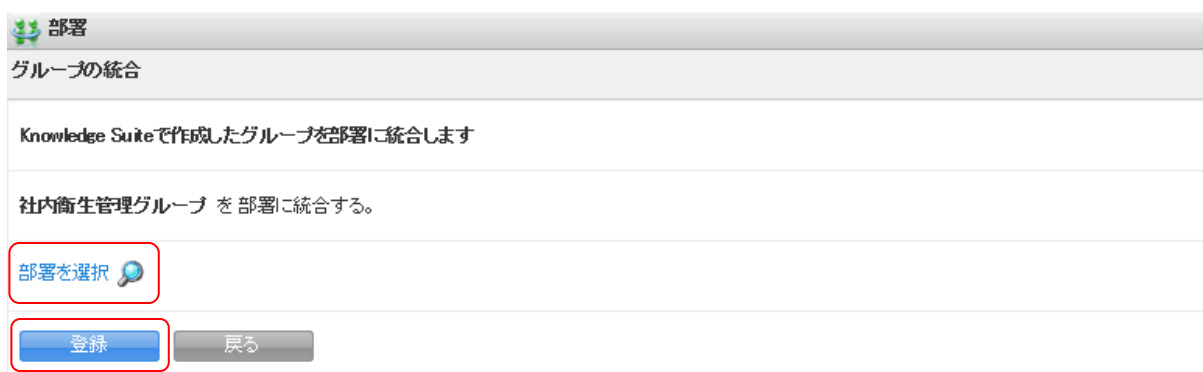 部署
グループの統合
Knowledge Suiteで作成したグループを部署に統合します
社内衛生管理グループ を 部署に統合する。
部署を選択
登録 戻る